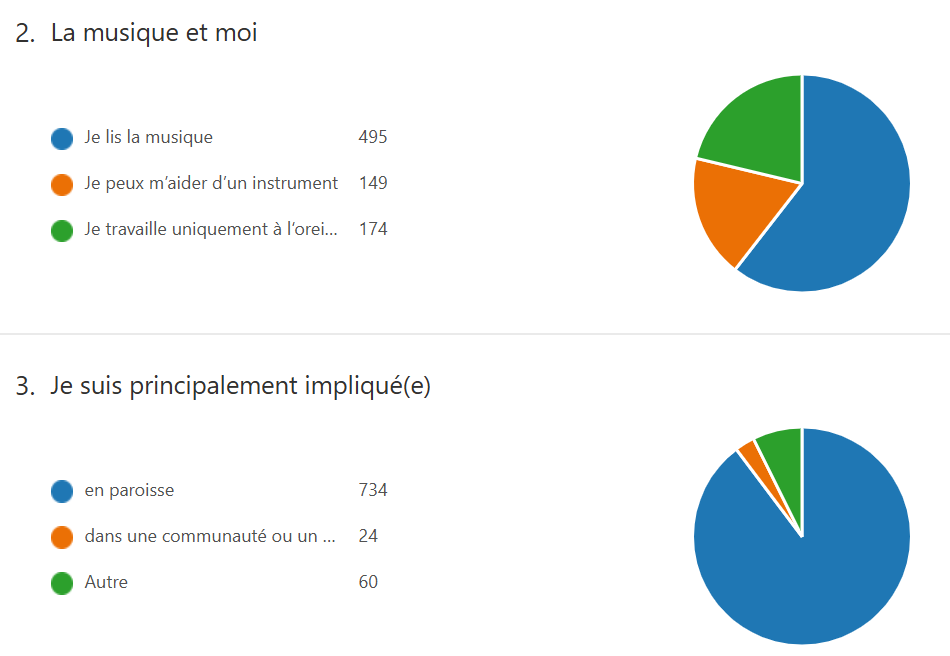 2. La musique et moi
Je lis la musique 495
Je peux m’aider d’un instrument 149
Je travaille uniquement à l’orei... 174
3. Je suis principalement impliqué(e)
en paroisse 734
dans une communauté ou un ... 24
Autre 60